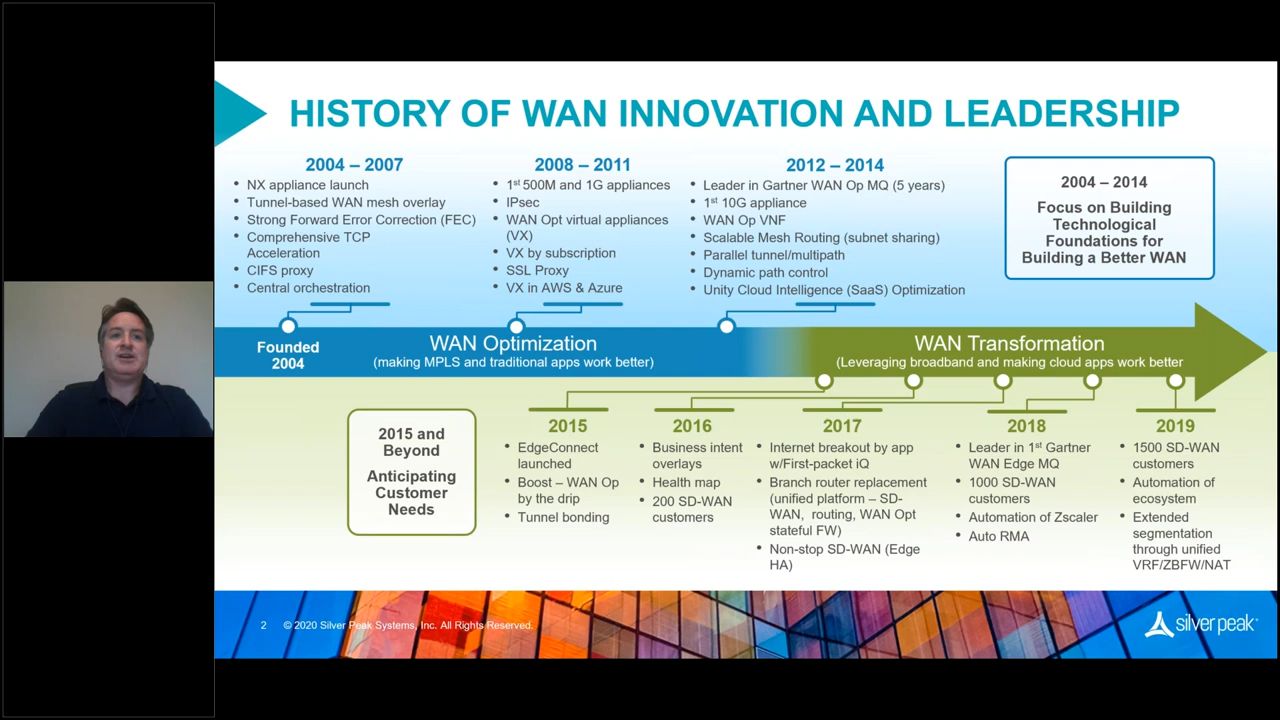 HISTORY OF WAN INNOVATION AND LEADERSHIP
2004 – 2007
• NX appliance launch
• Tunnel-based WAN mesh overlay
• Strong Forward Error Correction (FEC)
• Comprehensive TCP
Acceleration
• CIFS proxy
• Central orchestration
2008 – 2011
• 1st 500M and 1G appliances
• IPsec
• WAN Opt virtual appliances
(VX)
• VX by subscription
• SSL Proxy
• VX in AWS & Azure
2012 – 2014
• Leader in Gartner WAN Op MQ (5 years)
• 1st 10G appliance
• WAN Op VNF
• Scalable Mesh Routing (subnet sharing)
• Parallel tunnel/multipath
• Dynamic path control
• Unity Cloud Intelligence (SaaS) Optimization
2004 – 2014
Focus on Building
Technological
Foundations for
Building a Better WAN
Founded
2004
WAN Optimization
(making MPLS and traditional apps work better)
WAN Transformation
(Leveraging broadband and making cloud apps work better
2015 and
Beyond
Anticipating
Customer
Needs
2015
• EdgeConnect
launched
• Boost – WAN Op
by the drip
• Tunnel bonding
2016
• Business intent
overlays
• Health map
• 200 SD-WAN
customers
2017
• Internet breakout by app
w/First-packet iQ
• Branch router replacement
(unified platform – SD-
WAN, routing, WAN Opt
stateful FW)
• Non-stop SD-WAN (Edge
HA)
2018
• Leader in 1st Gartner
WAN Edge MQ
• 1000 SD-WAN
customers
• Automation of Zscaler
• Auto RMA
2019
• 1500 SD-WAN
customers
• Automation of
ecosystem
• Extended
segmentation
through unified
VRF/ZBFW/NAT
2 © 2020 Silver Peak Systems, Inc. All Rights Reserved.
silver peak